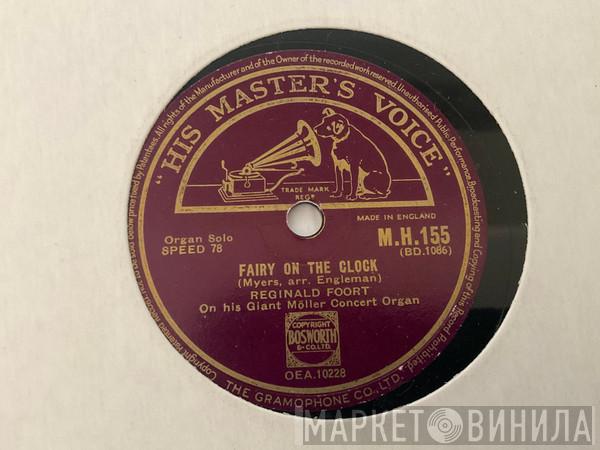 "HIS MASTER'S VOICE"
TRADE MARK
REGD
MADE IN ENGLAND
Organ Solo
SPEED 78
M.H.155
(BD.1086)
FAIRY ON THE CLOCK
(Myers, arr. Engleman)
REGINALD FOORT
On his Giant Möller Concert Organ
COPYRIGHT
BOSWORTH
& CO. LTD.
OEA.10228
THE GRAMOPHONE CO., LTD.
Patentees. All rights of the Manufacturer and of the Owner of the recorded work reserved. Unauthorised Public Performance, Broadcasting and Copying of this Record Prohibited.
МАРКЕТОВИНИЛА